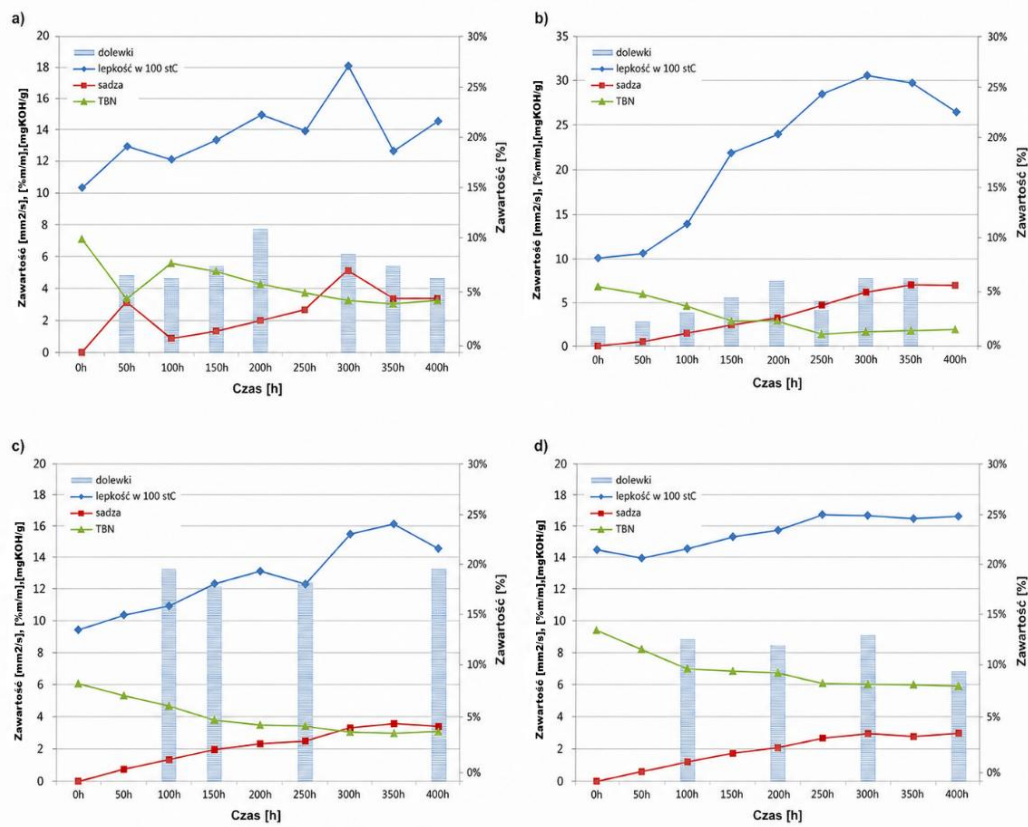 a)
Zawartość [mm2/s], [%m/m],[mgKOH/g]
20
18
16
14
12
10
8
6
4
2
0
dolewki
lepkość w 100 stC
sadza
TBN
30%
25%
20%
15%
10%
5%
0%
Zawartość [%]
0h 50h 100h 150h 200h 250h 300h 350h 400h
Czas [h]
b)
Zawartość [mm2/s], [%m/m],[mgKOH/g]
35
30
25
20
15
10
5
0
dolewki
lepkość w 100 stC
sadza
TBN
30%
25%
20%
15%
10%
5%
0%
Zawartość [%]
0h 50h 100h 150h 200h 250h 300h 350h 400h
Czas [h]
c)
Zawartość [mm2/s], [%m/m],[mgKOH/g]
20
18
16
14
12
10
8
6
4
2
0
dolewki
lepkość w 100 stC
sadza
TBN
30%
25%
20%
15%
10%
5%
0%
Zawartość [%]
0h 50h 100h 150h 200h 250h 300h 350h 400h
Czas [h]
d)
Zawartość [mm2/s], [%m/m],[mgKOH/g]
20
18
16
14
12
10
8
6
4
2
0
dolewki
lepkość w 100 stC
sadza
TBN
30%
25%
20%
15%
10%
5%
0%
Zawartość [%]
0h 50h 100h 150h 200h 250h 300h 350h 400h
Czas [h]